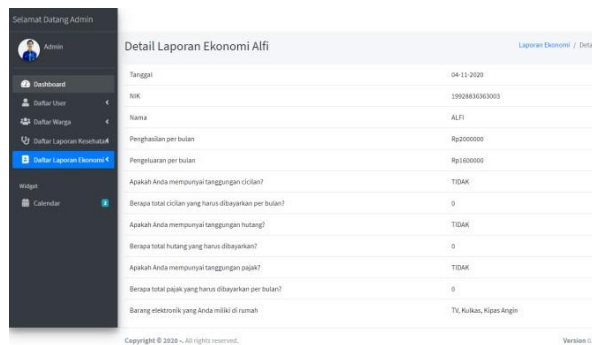 Selamat Datang Admin
Admin
Dashboard
Daftar User
Daftar Warga
Daftar Laporan Kesehatan
Daftar Laporan Ekonomi
Widget
Calendar
2
Detail Laporan Ekonomi Alfi
Laporan Ekonomi / Deta
Tanggal 04-11-2020
NIK 19928836363003
Nama ALFI
Penghasilan per bulan Rp2000000
Pengeluaran per bulan Rp1600000
Apakah Anda mempunyai tanggungan cicilan? TIDAK
Berapa total cicilan yang harus dibayarkan per bulan? 0
Apakah Anda mempunyai tanggungan hutang? TIDAK
Berapa total hutang yang harus dibayarkan? 0
Apakah Anda mempunyai tanggungan pajak? TIDAK
Berapa total pajak yang harus dibayarkan per bulan? 0
Barang elektronik yang Anda miliki di rumah TV, Kulkas, Kipas Angin
Copyright © 2020 -. All rights reserved.
Version 0.